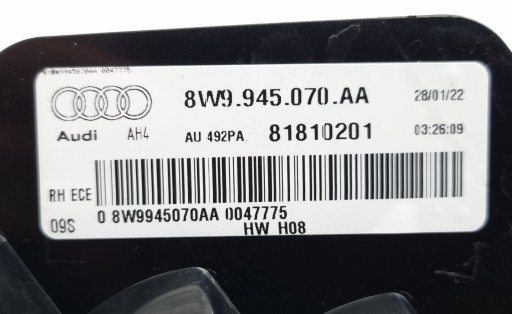 8W9945070AA 0047775
8W9.945.070.AA 28/01/22
Audi AH4 AU 492PA 81810201 03:26:09
RH ECE
0 8W9945070AA 0047775
09S HW H08